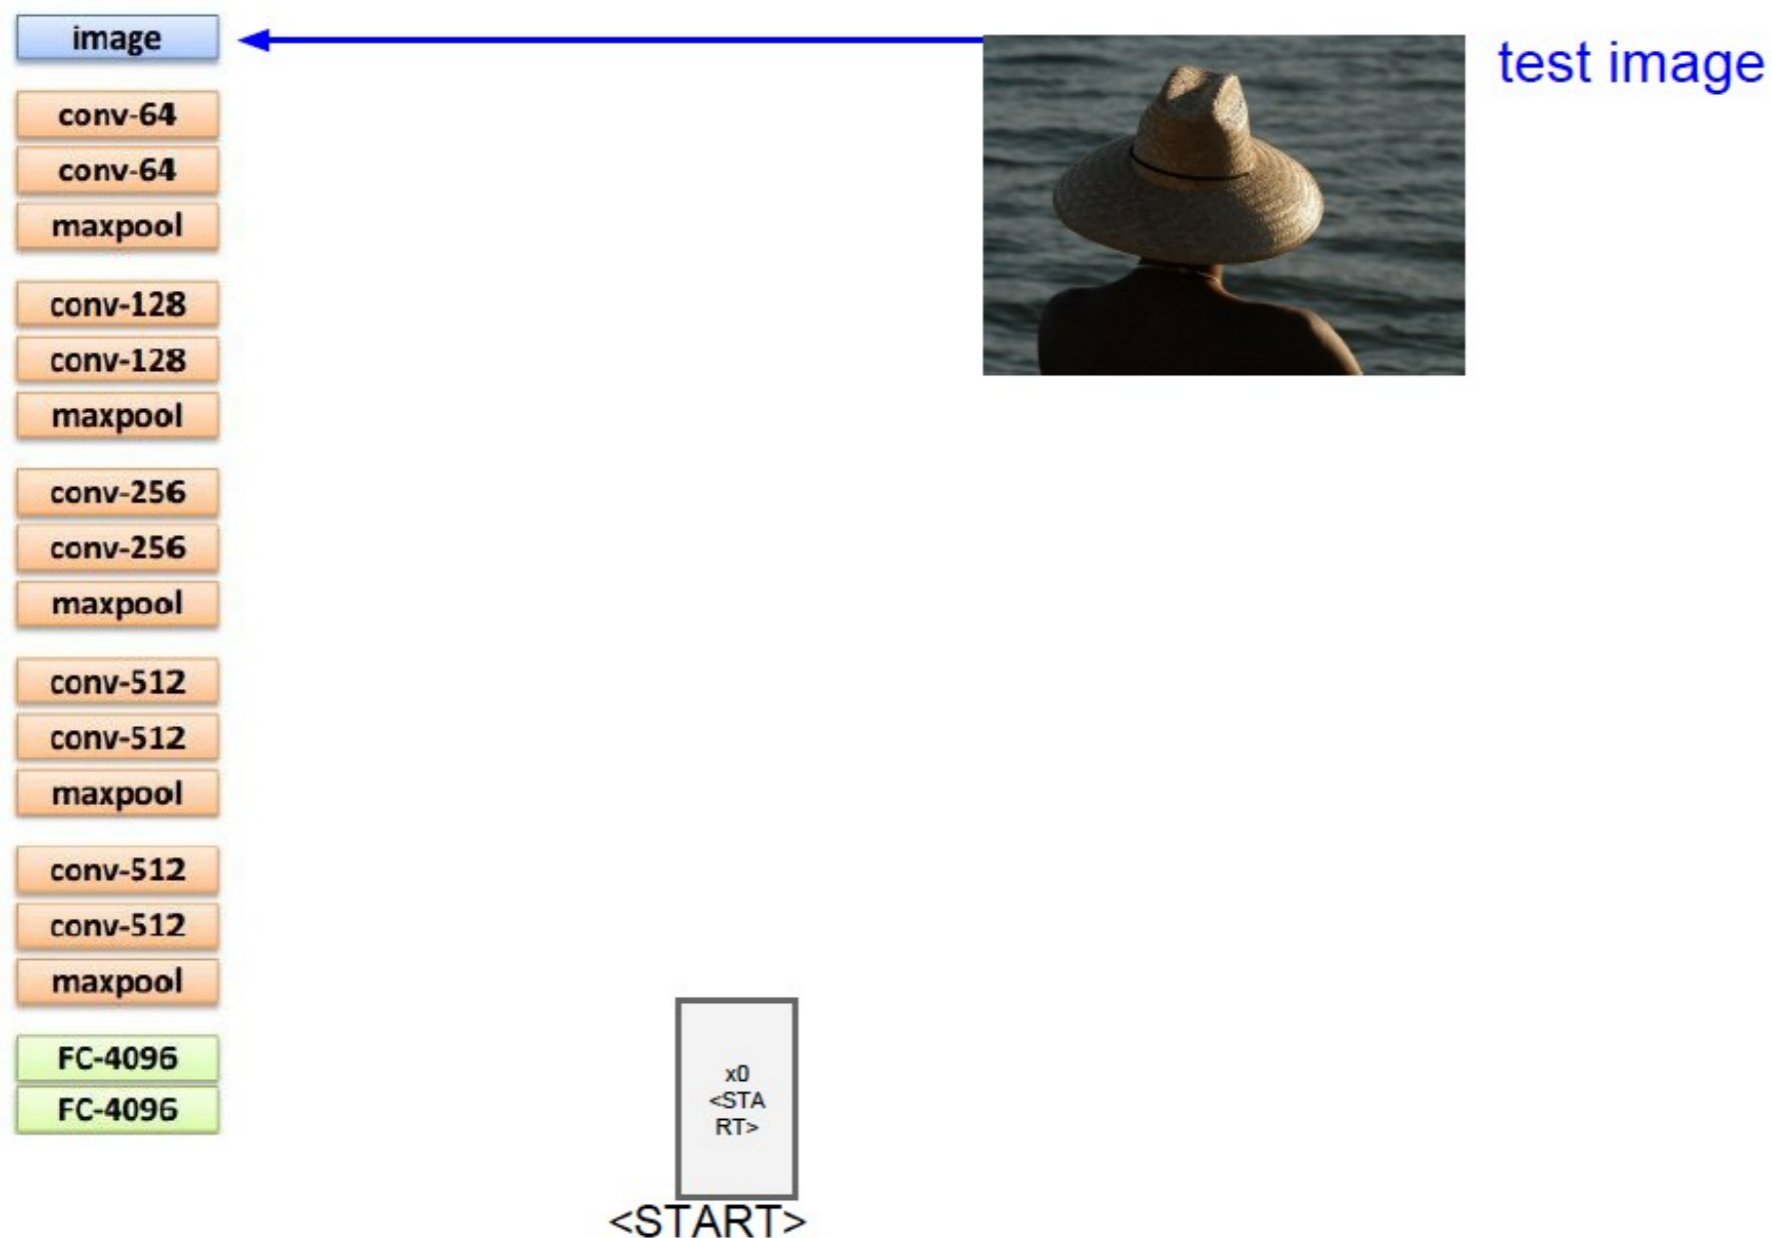 image
test image
conv-64
conv-64
maxpool
conv-128
conv-128
maxpool
conv-256
conv-256
maxpool
conv-512
conv-512
maxpool
conv-512
conv-512
maxpool
FC-4096
FC-4096
x0
<STA
RT>
<START>